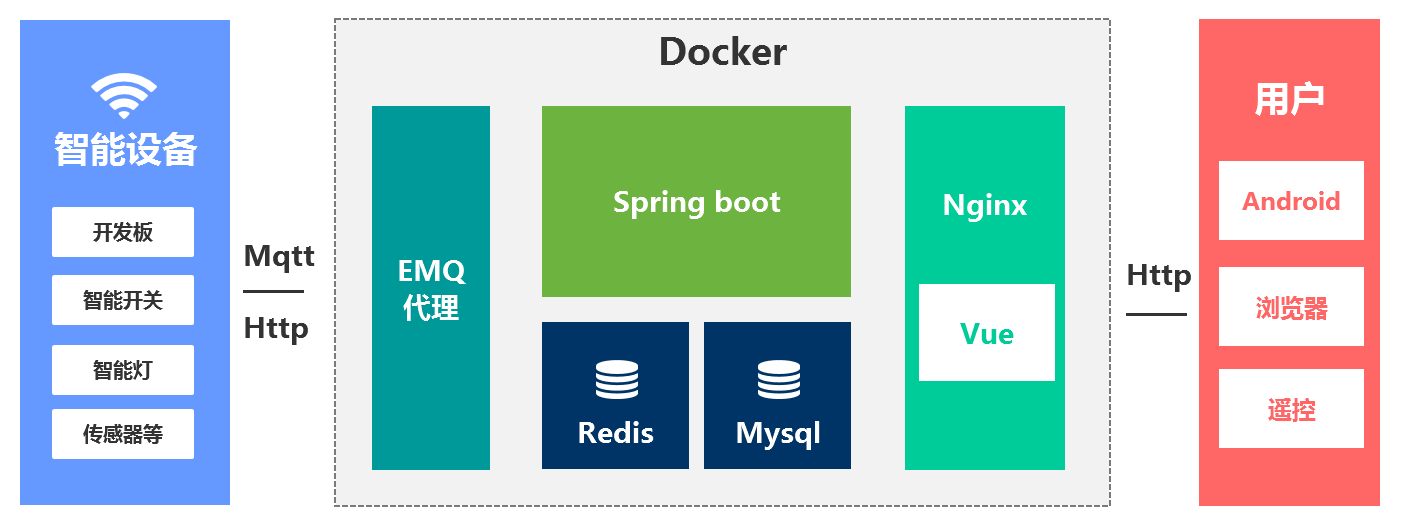 智能设备
开发板
智能开关
智能灯
传感器等
Mqtt
Http
Docker
EMQ
代理
Spring boot
Redis
Mysql
Nginx
Vue
Http
用户
Android
浏览器
遥控